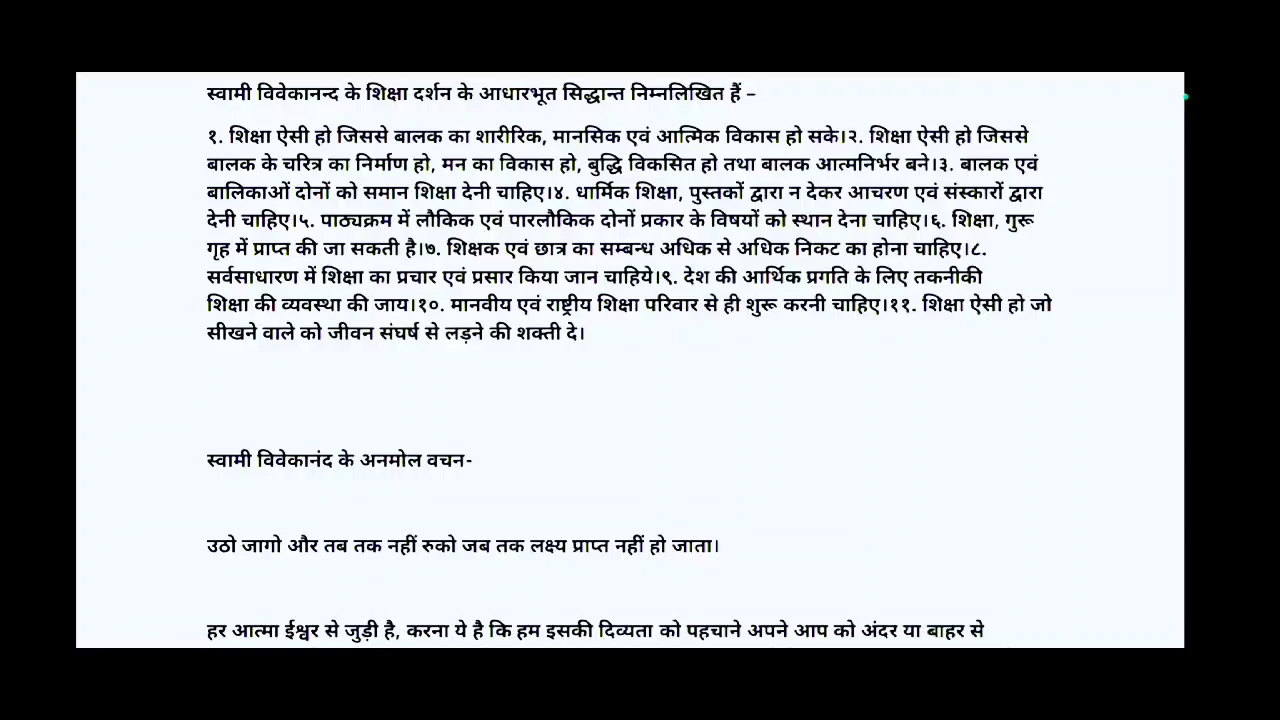 स्वामी विवेकानन्द के शिक्षा दर्शन के आधारभूत सिद्धान्त निम्नलिखित हैं –
१. शिक्षा ऐसी हो जिससे बालक का शारीरिक, मानसिक एवं आत्मिक विकास हो सके।२. शिक्षा ऐसी हो जिससे
बालक के चरित्र का निर्माण हो, मन का विकास हो, बुद्धि विकसित हो तथा बालक आत्मनिर्भर बने।३. बालक एवं
बालिकाओं दोनों को समान शिक्षा देनी चाहिए।४. धार्मिक शिक्षा, पुस्तकों द्वारा न देकर आचरण एवं संस्कारों द्वारा
देनी चाहिए।५. पाठ्यक्रम में लौकिक एवं पारलौकिक दोनों प्रकार के विषयों को स्थान देना चाहिए।६. शिक्षा, गुरू
गृह में प्राप्त की जा सकती है।७. शिक्षक एवं छात्र का सम्बन्ध अधिक से अधिक निकट का होना चाहिए।८.
सर्वसाधारण में शिक्षा का प्रचार एवं प्रसार किया जान चाहिये।९. देश की आर्थिक प्रगति के लिए तकनीकी
शिक्षा की व्यवस्था की जाय।१०. मानवीय एवं राष्ट्रीय शिक्षा परिवार से ही शुरू करनी चाहिए।११. शिक्षा ऐसी हो जो
सीखने वाले को जीवन संघर्ष से लड़ने की शक्ती दे।
स्वामी विवेकानंद के अनमोल वचन-
उठो जागो और तब तक नहीं रुको जब तक लक्ष्य प्राप्त नहीं हो जाता।
हर आत्मा ईश्वर से जुड़ी है, करना ये है कि हम इसकी दिव्यता को पहचाने अपने आप को अंदर या बाहर से